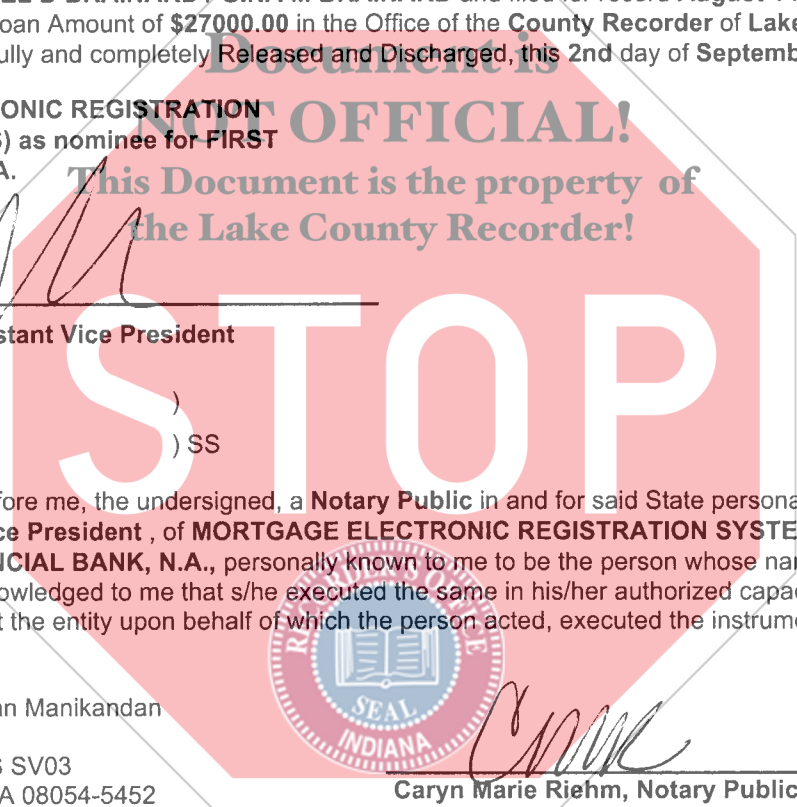 oan Amount of $27000.00 in the Office of the County Recorder of Lake
ully and completely Released and Discharged, this 2nd day of Septemb
Document is
ONIC REGISTRATION
NOT OFFICIAL!
) as nominee for FIRST
A.
This Document is the property of
the Lake County Recorder!
stant Vice President
STOP
)
) SS
fore me, the undersigned, a Notary Public in and for said State persona
ce President , of MORTGAGE ELECTRONIC REGISTRATION SYSTE
NCIAL BANK, N.A., personally known to me to be the person whose nar
owledged to me that s/he executed the same in his/her authorized capac
t the entity upon behalf of which the person acted, executed the instrume
RECORDER'S OFFICE
SEAL
INDIANA
n Manikandan
SV03
A 08054-5452
Caryn Marie Riehm, Notary Public